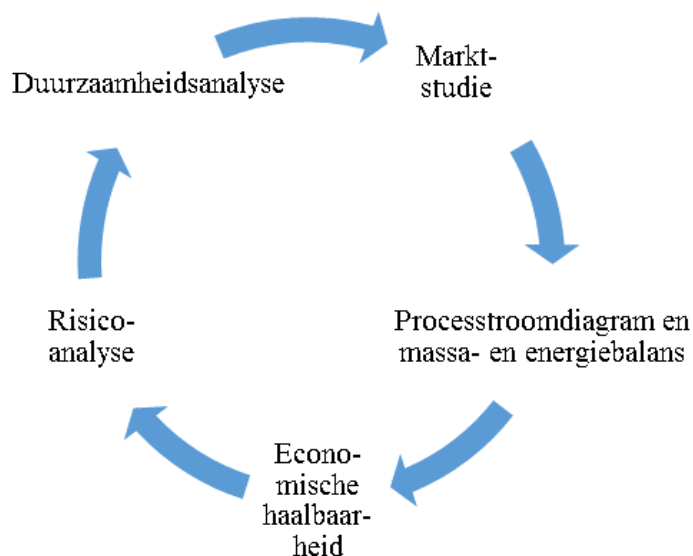 Duurzaamheidsanalyse
Markt-
studie
Processtroomdiagram en
massa- en energiebalans
Econo-
mische
haalbaar-
heid
Risico-
analyse